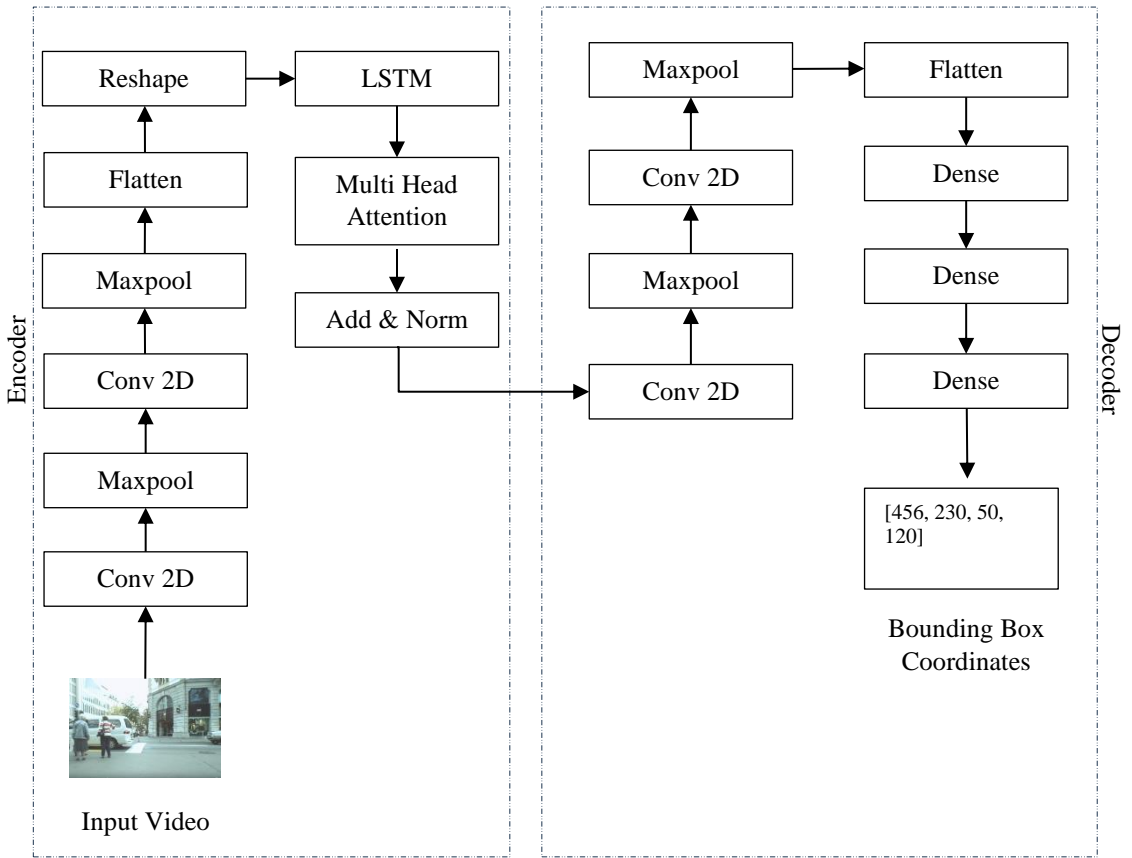 Encoder
Input Video
Conv 2D
Maxpool
Conv 2D
Maxpool
Flatten
Reshape
LSTM
Multi Head
Attention
Add & Norm
Decoder
Conv 2D
Maxpool
Conv 2D
Maxpool
Flatten
Dense
Dense
Dense
[456, 230, 50,
120]
Bounding Box
Coordinates